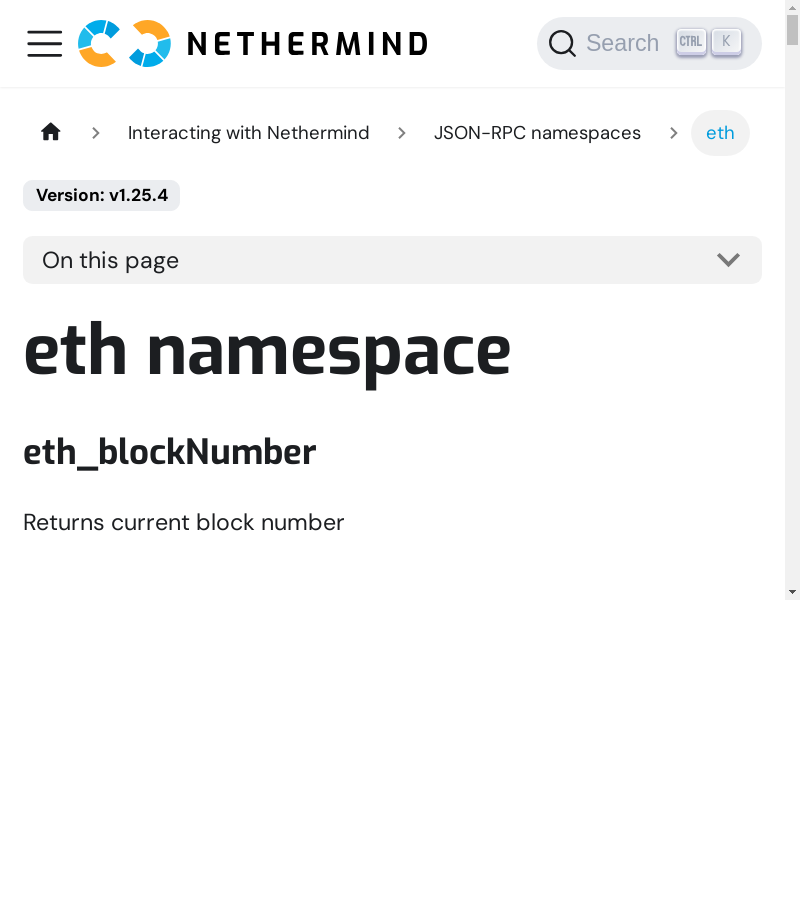 NETHERMIND
Search CTRL K
Interacting with Nethermind JSON-RPC namespaces eth
Version: v1.25.4
On this page
eth namespace
eth_blockNumber
Returns current block number